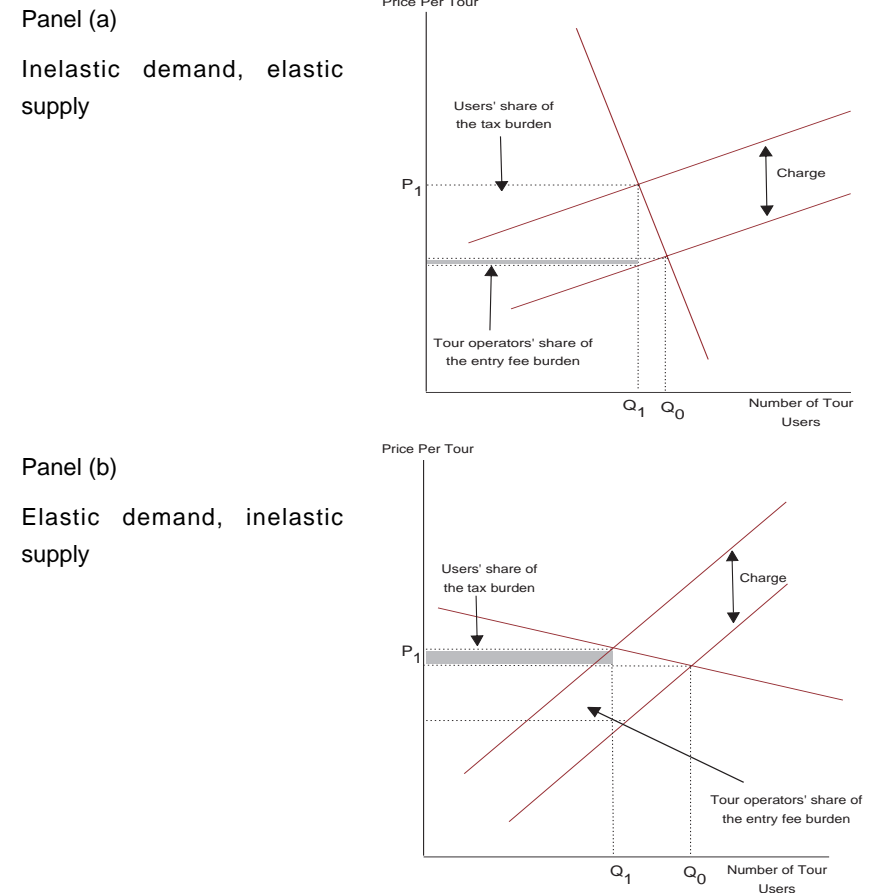 Panel (a)
Inelastic demand, elastic
supply
Price Per Tour
Users' share of
the tax burden
Charge
P1
Tour operators' share of
the entry fee burden
Q1 Q0
Number of Tour
Users
Panel (b)
Elastic demand, inelastic
supply
Price Per Tour
Users' share of
the tax burden
Charge
P1
Tour operators' share of
the entry fee burden
Q1 Q0
Number of Tour
Users